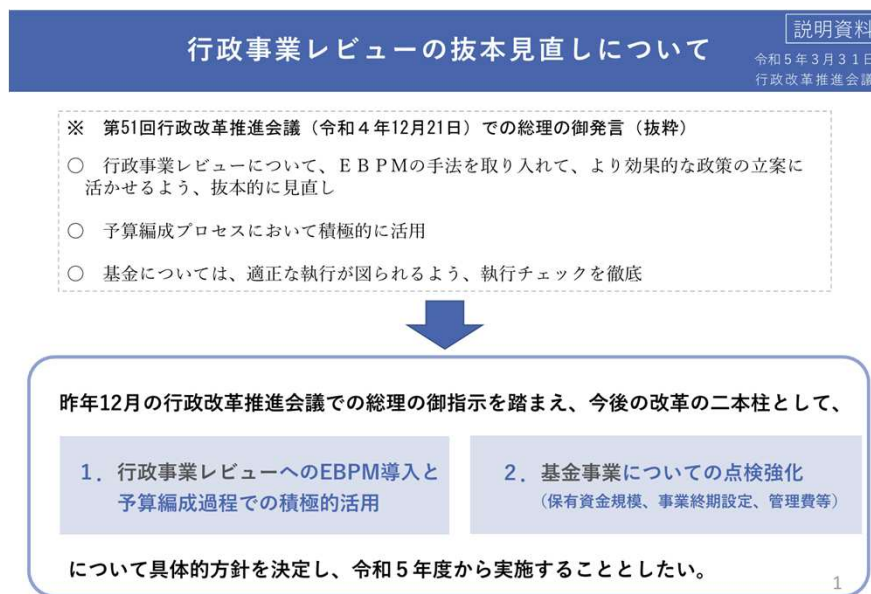 行政事業レビューの抜本見直しについて
説明資料
令和５年３月３１日
行政改革推進会議
※　第51回行政改革推進会議（令和４年12月21日）での総理の御発言（抜粋）
○　行政事業レビューについて、ＥＢＰＭの手法を取り入れて、より効果的な政策の立案に
活かせるよう、抜本的に見直し
○　予算編成プロセスにおいて積極的に活用
○　基金については、適正な執行が図られるよう、執行チェックを徹底
昨年12月の行政改革推進会議での総理の御指示を踏まえ、今後の改革の二本柱として、
１．行政事業レビューへのEBPM導入と
予算編成過程での積極的活用
２．基金事業についての点検強化
（保有資金規模、事業終期設定、管理費等）
について具体的方針を決定し、令和５年度から実施することとしたい。
1